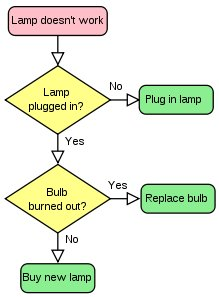 Lamp doesn't work
Lamp
plugged in?
No
Plug in lamp
Yes
Bulb
burned out?
Yes
Replace bulb
No
Buy new lamp